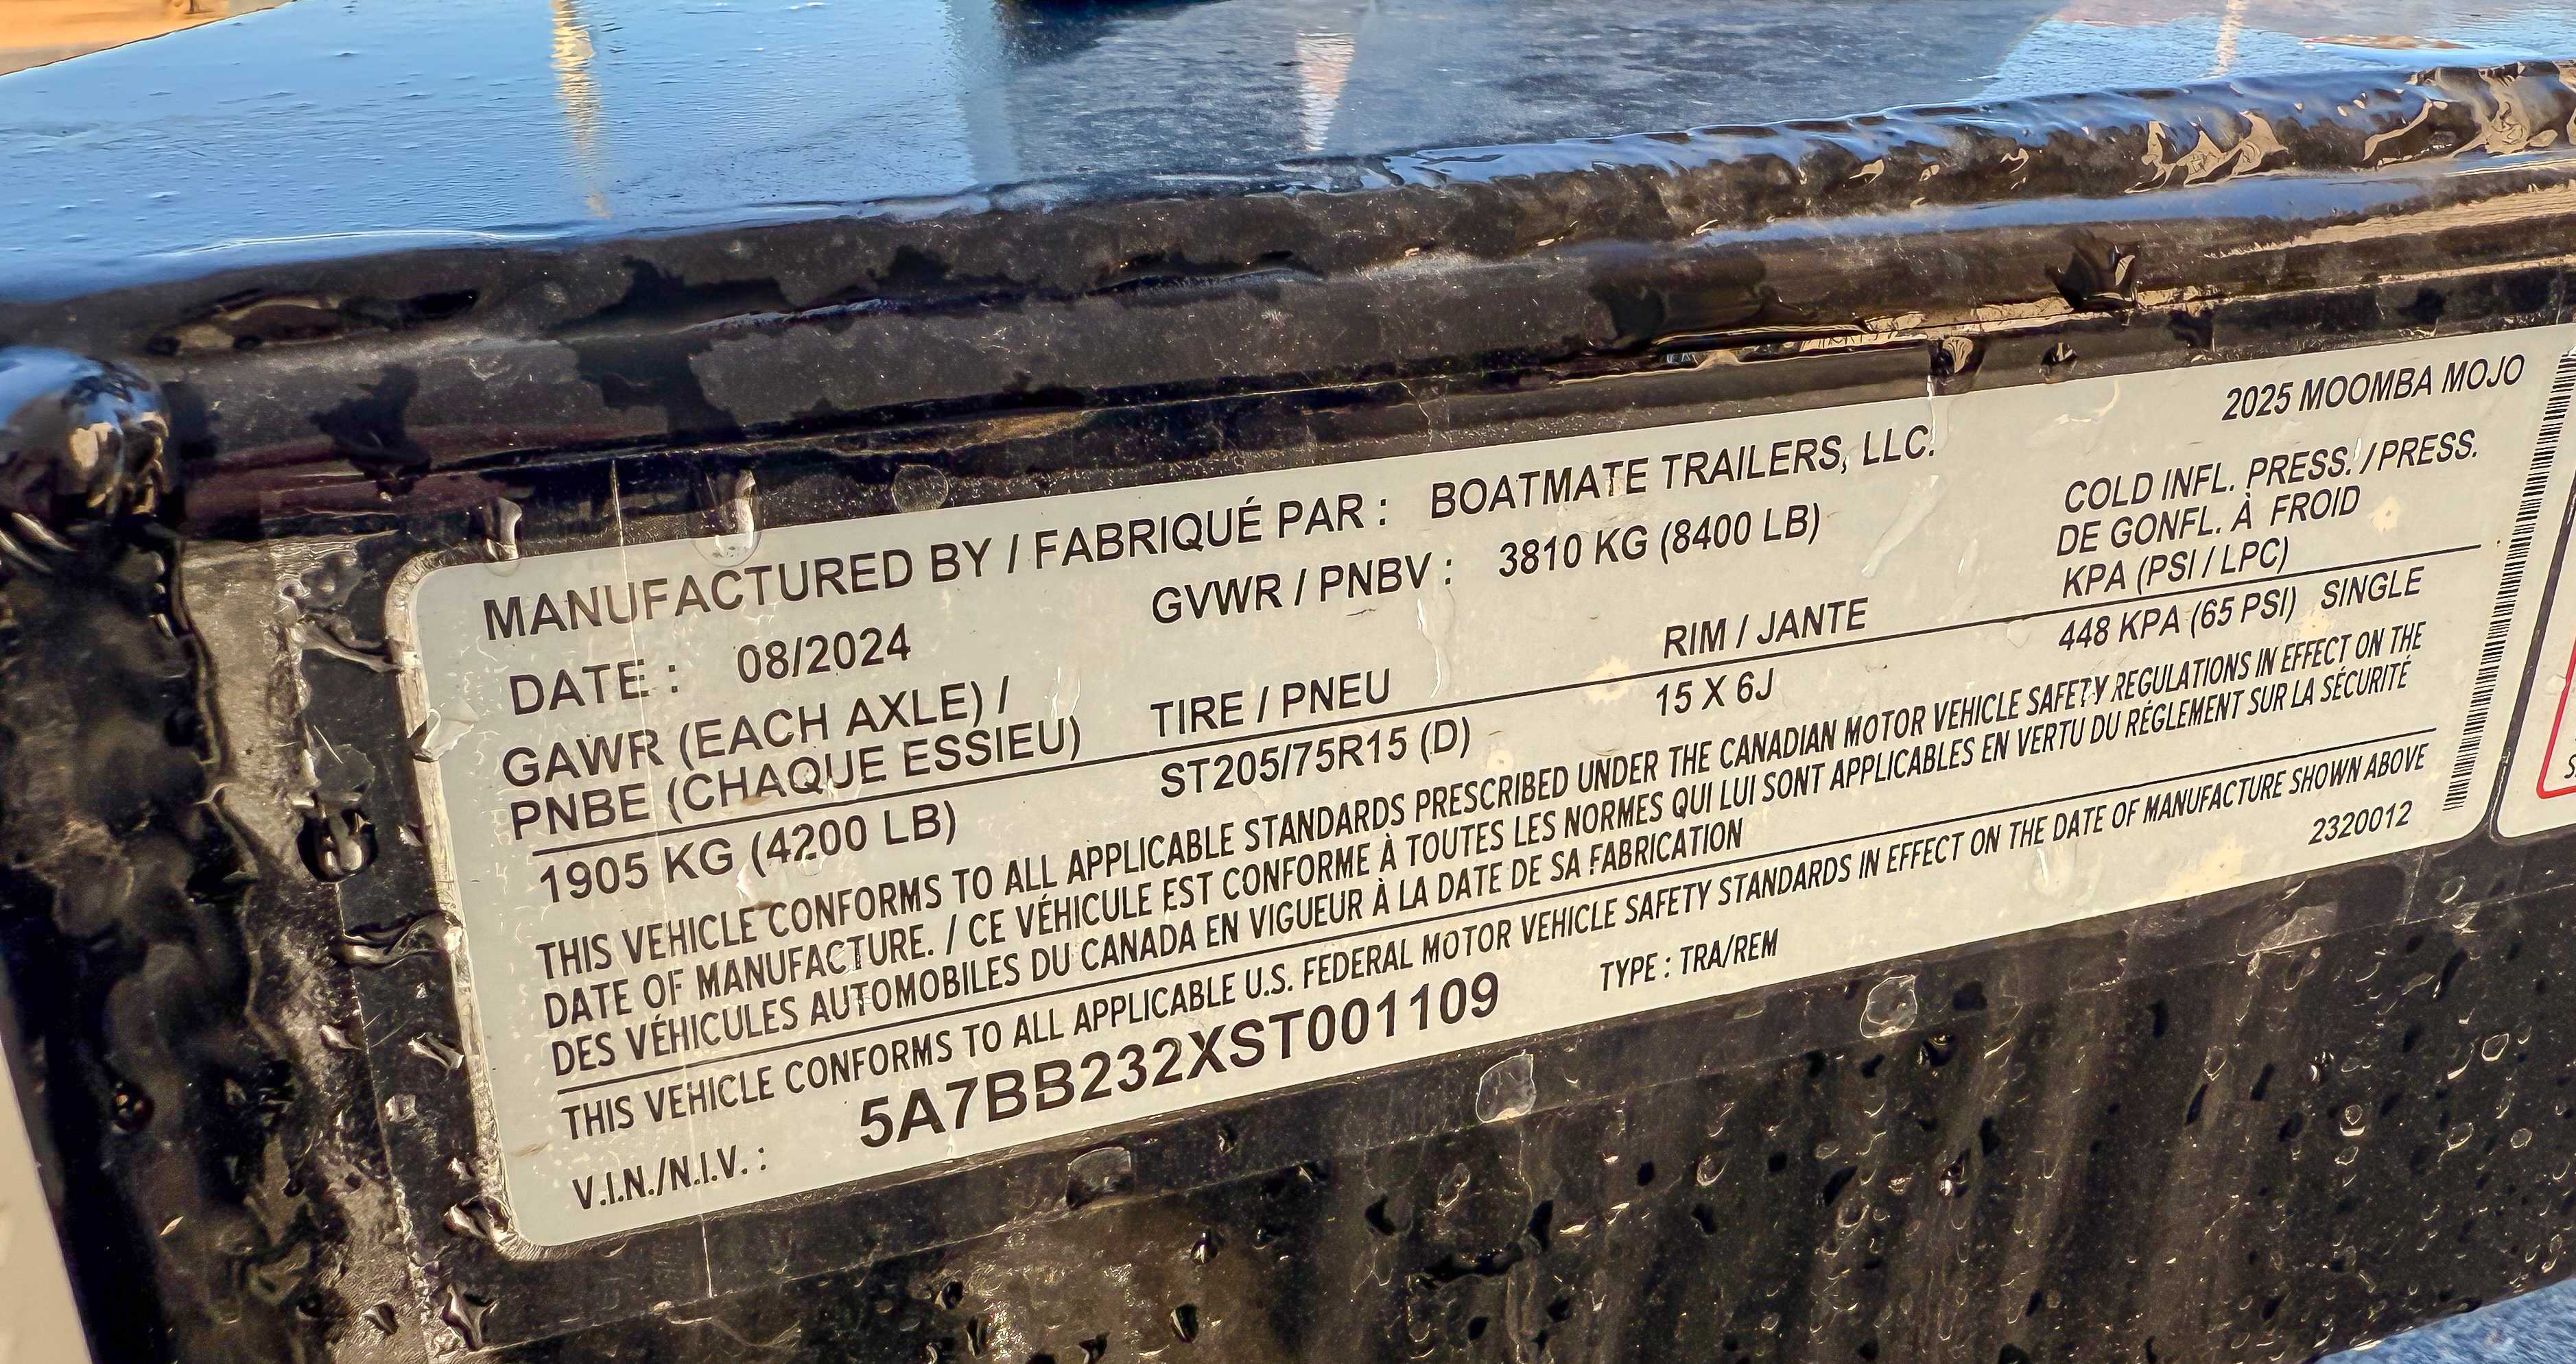 2025 MOOMBA MOJO
MANUFACTURED BY / FABRIQUÉ PAR : BOATMATE TRAILERS, LLC.
DATE : 08/2024
GVWR / PNBV : 3810 KG (8400 LB)
COLD INFL. PRESS. / PRESS.
DE GONFL. À FROID
KPA (PSI / LPC)
GAWR (EACH AXLE) /
PNBE (CHAQUE ESSIEU)
TIRE / PNEU
RIM / JANTE
1905 KG (4200 LB)
ST205/75R15 (D)
15 X 6J
448 KPA (65 PSI) SINGLE
THIS VEHICLE CONFORMS TO ALL APPLICABLE STANDARDS PRESCRIBED UNDER THE CANADIAN MOTOR VEHICLE SAFETY REGULATIONS IN EFFECT ON THE
DATE OF MANUFACTURE. / CE VÉHICULE EST CONFORME À TOUTES LES NORMES QUI LUI SONT APPLICABLES EN VERTU DU RÉGLEMENT SUR LA SÉCURITÉ
DES VÉHICULES AUTOMOBILES DU CANADA EN VIGUEUR À LA DATE DE SA FABRICATION
THIS VEHICLE CONFORMS TO ALL APPLICABLE U.S. FEDERAL MOTOR VEHICLE SAFETY STANDARDS IN EFFECT ON THE DATE OF MANUFACTURE SHOWN ABOVE
V.I.N./N.I.V. : 5A7BB232XST001109 TYPE : TRA/REM 2320012